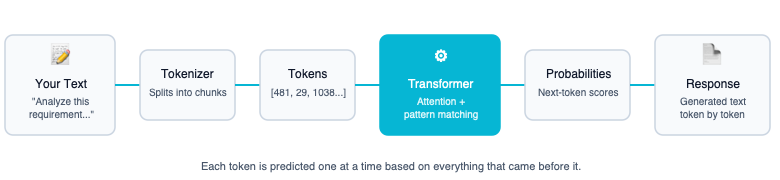 Your Text
"Analyze this
requirement..."
Tokenizer
Splits into chunks
Tokens
[481, 29, 1038...]
Transformer
Attention +
pattern matching
Probabilities
Next-token scores
Response
Generated text
token by token
Each token is predicted one at a time based on everything that came before it.